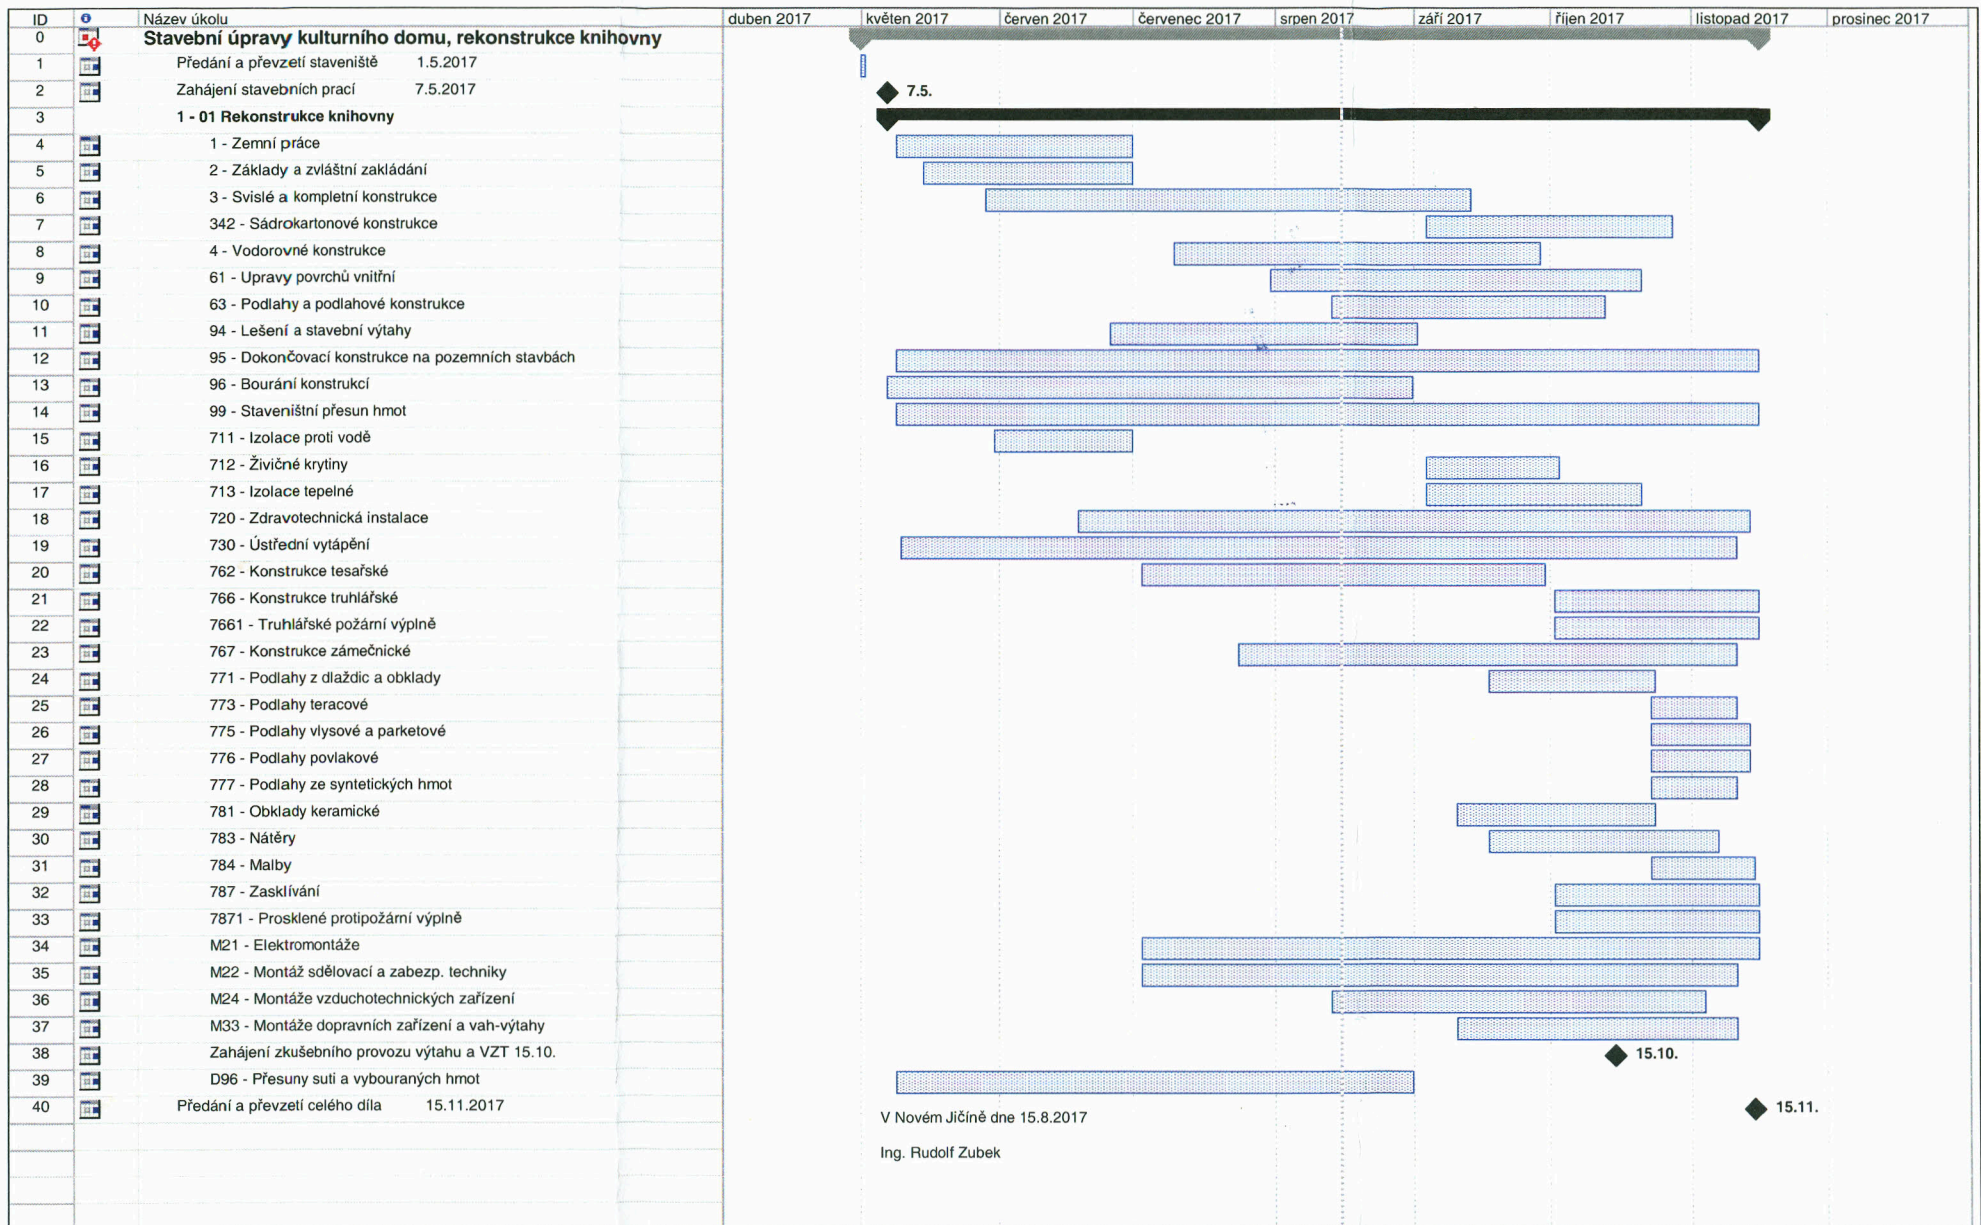 ID Název úkolu duben 2017 květen 2017 červen 2017 červenec 2017 srpen 2017 září 2017 říjen 2017 listopad 2017 prosinec 2017
0 Stavební úpravy kulturního domu, rekonstrukce knihovny
1 Předání a převzetí staveniště 1.5.2017
2 Zahájení stavebních prací 7.5.2017 7.5.
3 1 - 01 Rekonstrukce knihovny
4 1 - Zemní práce
5 2 - Základy a zvláštní zakládání
6 3 - Svislé a kompletní konstrukce
7 342 - Sádrokartonové konstrukce
8 4 - Vodorovné konstrukce
9 61 - Upravy povrchů vnitřní
10 63 - Podlahy a podlahové konstrukce
11 94 - Lešení a stavební výtahy
12 95 - Dokončovací konstrukce na pozemních stavbách
13 96 - Bourání konstrukcí
14 99 - Staveništní přesun hmot
15 711 - Izolace proti vodě
16 712 - Živičné krytiny
17 713 - Izolace tepelné
18 720 - Zdravotechnická instalace
19 730 - Ústřední vytápění
20 762 - Konstrukce tesařské
21 766 - Konstrukce truhlářské
22 7661 - Truhlářské požární výplně
23 767 - Konstrukce zámečnické
24 771 - Podlahy z dlaždic a obklady
25 773 - Podlahy teracové
26 775 - Podlahy vlysové a parketové
27 776 - Podlahy povlakové
28 777 - Podlahy ze syntetických hmot
29 781 - Obklady keramické
30 783 - Nátěry
31 784 - Malby
32 787 - Zasklívání
33 7871 - Prosklené protipožární výplně
34 M21 - Elektromontáže
35 M22 - Montáž sdělovací a zabezp. techniky
36 M24 - Montáže vzduchotechnických zařízení
37 M33 - Montáže dopravních zařízení a vah-výtahy
38 Zahájení zkušebního provozu výtahu a VZT 15.10. 15.10.
39 D96 - Přesuny suti a vybouraných hmot
40 Předání a převzetí celého díla 15.11.2017 15.11.
V Novém Jičíně dne 15.8.2017
Ing. Rudolf Zubek